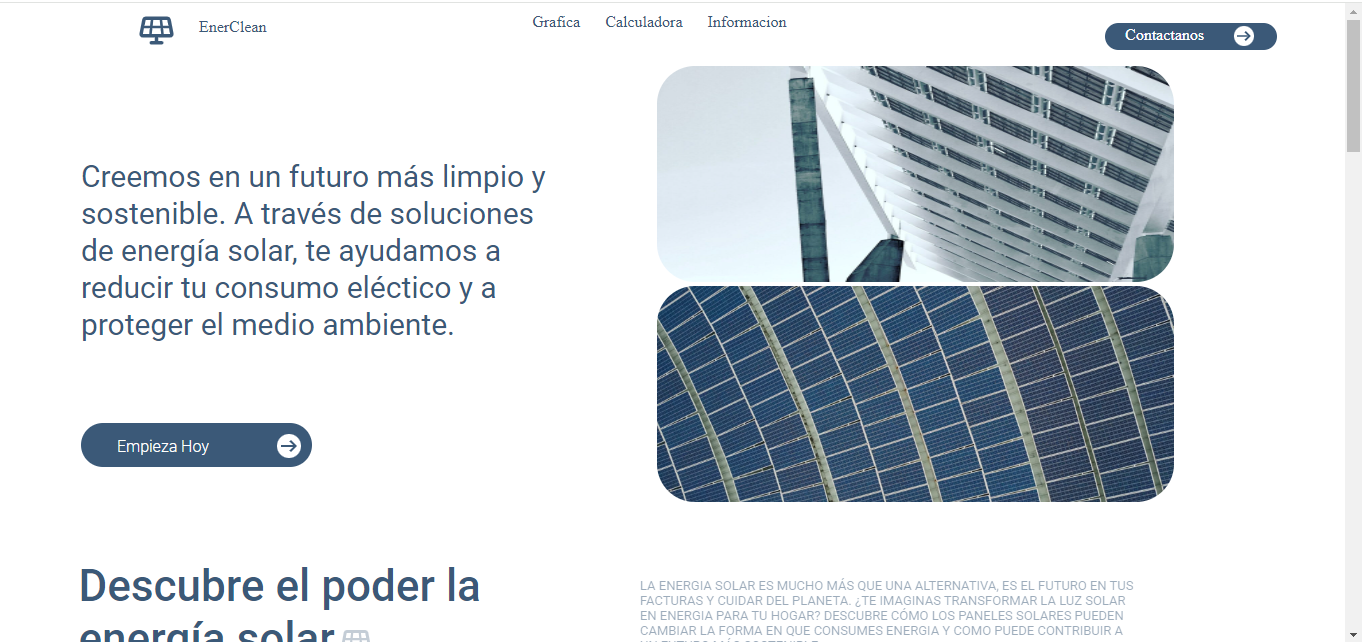 EnerClean
Grafica
Calculadora
Informacion
Contactanos
Creemos en un futuro más limpio y
sostenible. A través de soluciones
de energía solar, te ayudamos a
reducir tu consumo eléctico y a
proteger el medio ambiente.
Empieza Hoy
Descubre el poder la
energía solar
LA ENERGIA SOLAR ES MUCHO MÁS QUE UNA ALTERNATIVA, ES EL FUTURO EN TUS
FACTURAS Y CUIDAR DEL PLANETA. ¿TE IMAGINAS TRANSFORMAR LA LUZ SOLAR
EN ENERGIA PARA TU HOGAR? DESCUBRE CÓMO LOS PANELES SOLARES PUEDEN
CAMBIAR LA FORMA EN QUE CONSUMES ENERGIA Y COMO PUEDE CONTRIBUIR A